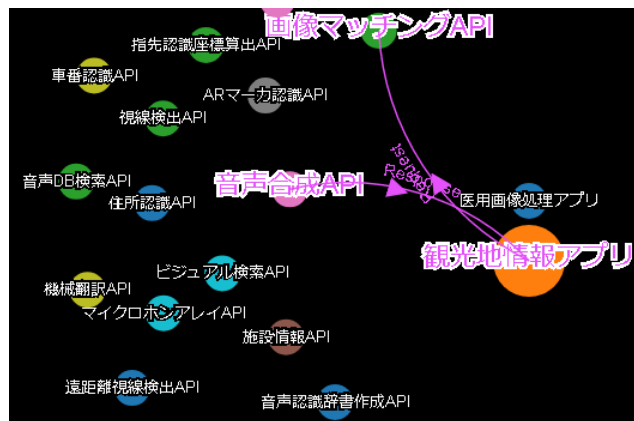 画像マッチングAPI
指先認識座標算出API
車番認識API
ARマーカ認識API
視線検出API
音声DB検索API
音声合成API
住所認識API
医用画像処理アプリ
観光地情報アプリ
ビジュアル検索API
機械翻訳API
マイクロホンアレイAPI
施設情報API
遠距離視線検出API
音声認識辞書作成API